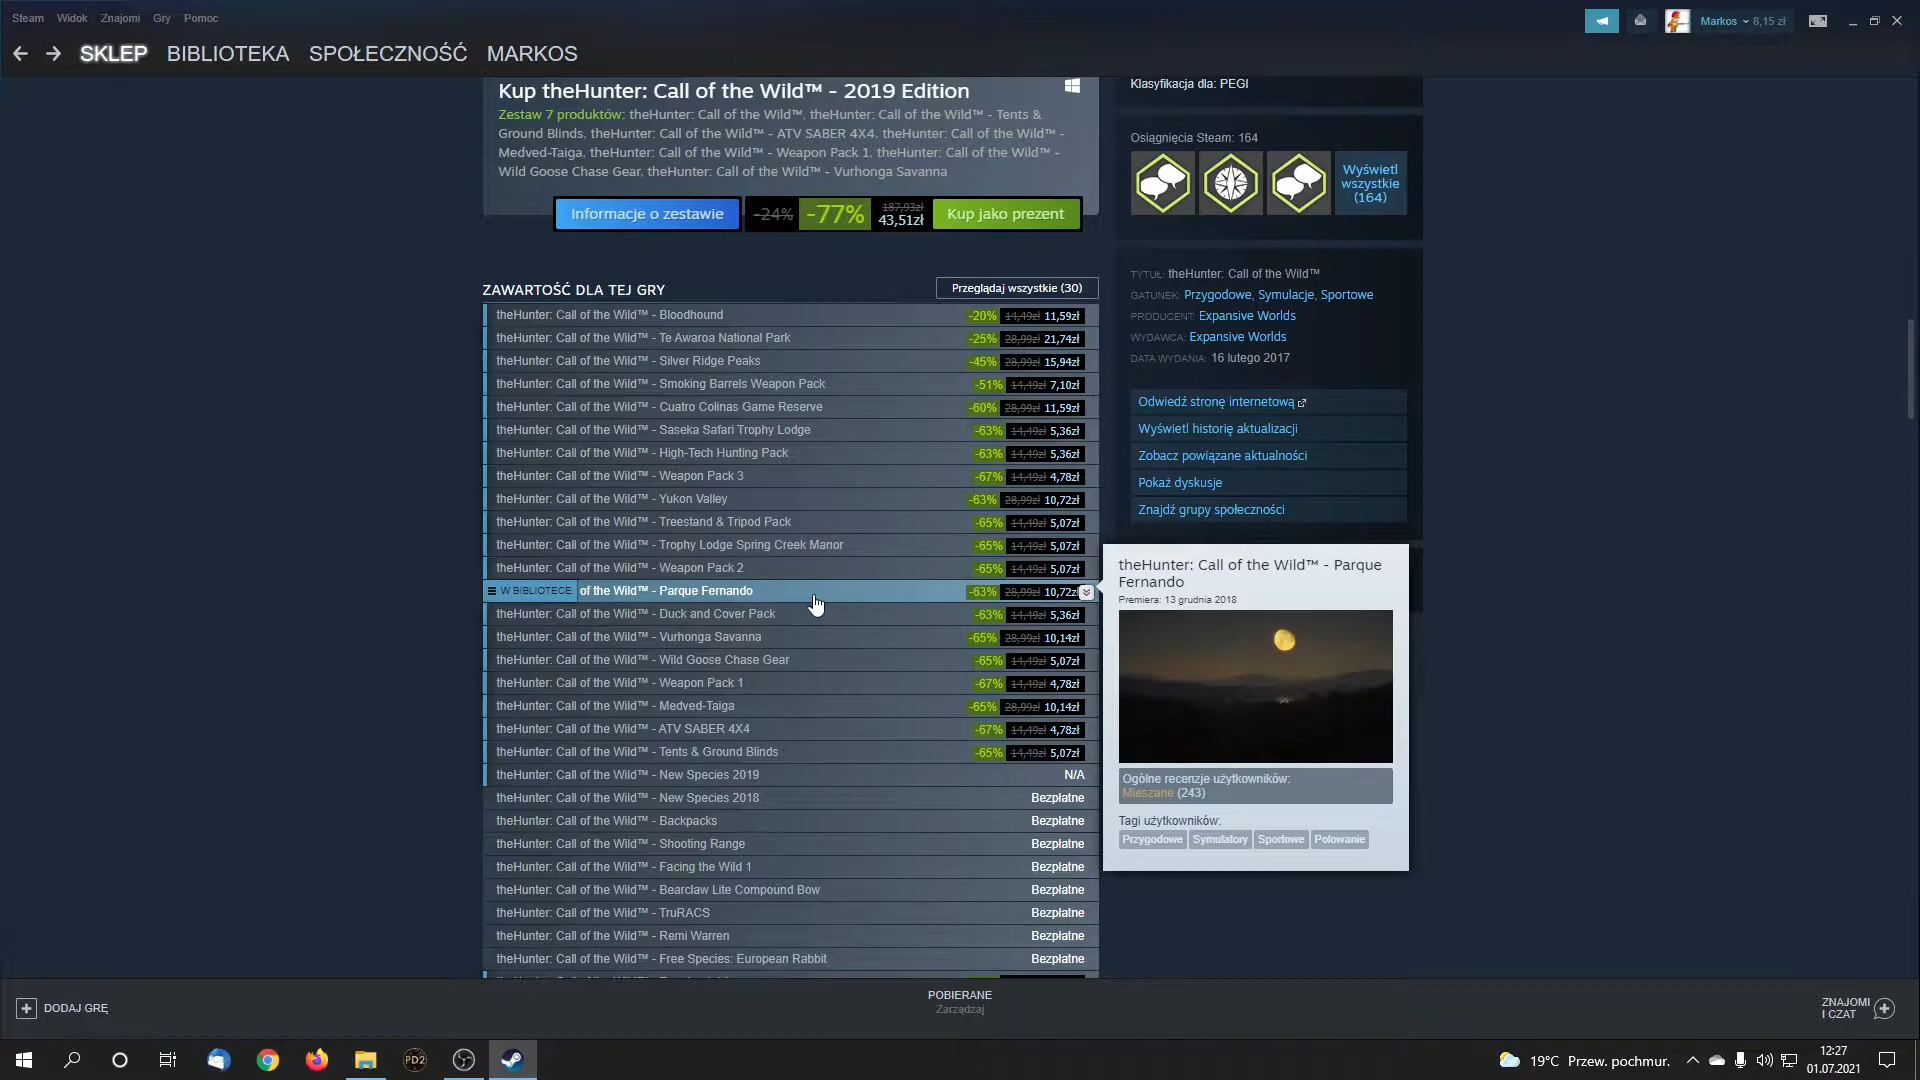 Steam Widok Znajomi Gry Pomoc
Markos 8,15 zł
SKLEP BIBLIOTEKA SPOŁECZNOŚĆ MARKOS
Kup theHunter: Call of the Wild™ - 2019 Edition
Zestaw 7 produktów: theHunter: Call of the Wild™, theHunter: Call of the Wild™ - Tents &
Ground Blinds, theHunter: Call of the Wild™ - ATV SABER 4X4, theHunter: Call of the Wild™ -
Medved-Taiga, theHunter: Call of the Wild™ - Weapon Pack 1, theHunter: Call of the Wild™ -
Wild Goose Chase Gear, theHunter: Call of the Wild™ - Vurhonga Savanna
Informacje o zestawie -24% -77% 187,93zł 43,51zł Kup jako prezent
ZAWARTOŚĆ DLA TEJ GRY Przeglądaj wszystkie (30)
theHunter: Call of the Wild™ - Bloodhound -20% 14,49zł 11,59zł
theHunter: Call of the Wild™ - Te Awaroa National Park -25% 28,99zł 21,74zł
theHunter: Call of the Wild™ - Silver Ridge Peaks -45% 28,99zł 15,94zł
theHunter: Call of the Wild™ - Smoking Barrels Weapon Pack -51% 14,49zł 7,10zł
theHunter: Call of the Wild™ - Cuatro Colinas Game Reserve -60% 28,99zł 11,59zł
theHunter: Call of the Wild™ - Saseka Safari Trophy Lodge -63% 14,49zł 5,36zł
theHunter: Call of the Wild™ - High-Tech Hunting Pack -63% 14,49zł 5,36zł
theHunter: Call of the Wild™ - Weapon Pack 3 -67% 14,49zł 4,78zł
theHunter: Call of the Wild™ - Yukon Valley -63% 28,99zł 10,72zł
theHunter: Call of the Wild™ - Treestand & Tripod Pack -65% 14,49zł 5,07zł
theHunter: Call of the Wild™ - Trophy Lodge Spring Creek Manor -65% 14,49zł 5,07zł
theHunter: Call of the Wild™ - Weapon Pack 2 -65% 14,49zł 5,07zł
W BIBLIOTECE of the Wild™ - Parque Fernando -63% 28,99zł 10,72zł
theHunter: Call of the Wild™ - Duck and Cover Pack -63% 14,49zł 5,36zł
theHunter: Call of the Wild™ - Vurhonga Savanna -65% 28,99zł 10,14zł
theHunter: Call of the Wild™ - Wild Goose Chase Gear -65% 14,49zł 5,07zł
theHunter: Call of the Wild™ - Weapon Pack 1 -67% 14,49zł 4,78zł
theHunter: Call of the Wild™ - Medved-Taiga -65% 28,99zł 10,14zł
theHunter: Call of the Wild™ - ATV SABER 4X4 -67% 14,49zł 4,78zł
theHunter: Call of the Wild™ - Tents & Ground Blinds -65% 14,49zł 5,07zł
theHunter: Call of the Wild™ - New Species 2019 N/A
theHunter: Call of the Wild™ - New Species 2018 Bezpłatne
theHunter: Call of the Wild™ - Backpacks Bezpłatne
theHunter: Call of the Wild™ - Shooting Range Bezpłatne
theHunter: Call of the Wild™ - Facing the Wild 1 Bezpłatne
theHunter: Call of the Wild™ - Bearclaw Lite Compound Bow Bezpłatne
theHunter: Call of the Wild™ - TruRACS Bezpłatne
theHunter: Call of the Wild™ - Remi Warren Bezpłatne
theHunter: Call of the Wild™ - Free Species: European Rabbit Bezpłatne
Klasyfikacja dla: PEGI
Osiągnięcia Steam: 164
Wyświetl
wszystkie
(164)
TYTUŁ: theHunter: Call of the Wild™
GATUNEK: Przygodowe, Symulacje, Sportowe
PRODUCENT: Expansive Worlds
WYDAWCA: Expansive Worlds
DATA WYDANIA: 16 lutego 2017
Odwiedź stronę internetową
Wyświetl historię aktualizacji
Zobacz powiązane aktualności
Pokaż dyskusje
Znajdź grupy społeczności
theHunter: Call of the Wild™ - Parque
Fernando
Premiera: 13 grudnia 2018
Ogólne recenzje użytkowników:
Mieszane (243)
Tagi użytkowników:
Przygodowe Symulatory Sportowe Polowanie
DODAJ GRĘ
POBIERANE
Zarządzaj
ZNAJOMI
I CZAT
PD2
19°C Przew. pochmur.
12:27
01.07.2021